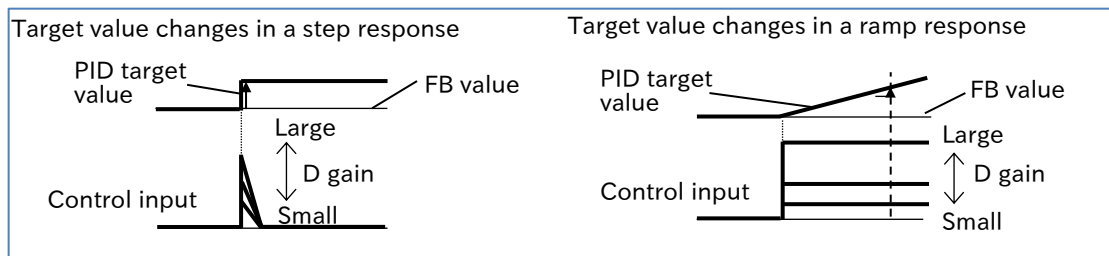 Target value changes in a step response
PID target
value
FB value
Large
D gain
Control input
Small
Target value changes in a ramp response
PID target
value
FB value
Large
D gain
Control input
Small